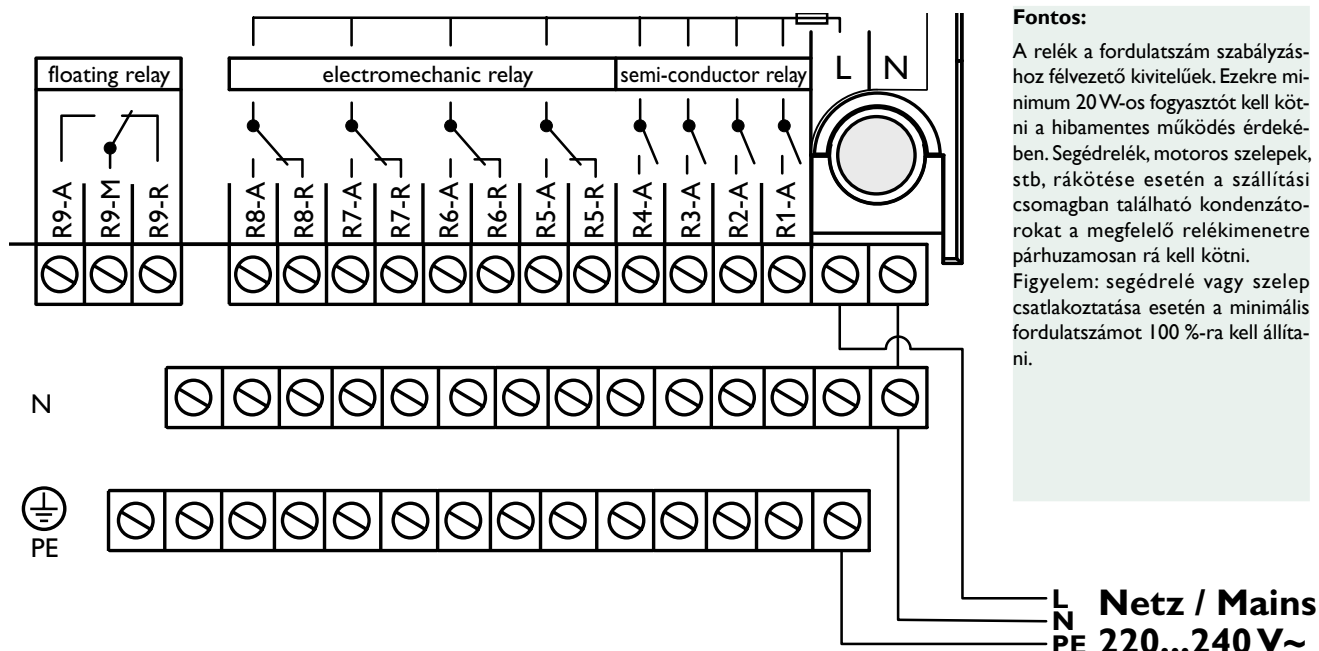 floating relay
electromechanic relay
semi-conductor relay
L N
R9-A R9-M R9-R R8-A R8-R R7-A R7-R R6-A R6-R R5-A R5-R R4-A R3-A R2-A R1-A
N
PE
L Netz / Mains
N
PE 220...240 V~
Fontos:
A relék a fordulatszám szabályzás-
hoz félvezető kivitelűek. Ezekre mi-
nimum 20 W-os fogyasztót kell köt-
ni a hibamentes működés érdeké-
ben. Segédrelék, motoros szelepek,
stb, rákötése esetén a szállítási
csomagban található kondenzáto-
rokat a megfelelő relékimenetre
párhuzamosan rá kell kötni.
Figyelem: segédrelé vagy szelep
csatlakoztatása esetén a minimális
fordulatszámot 100 %-ra kell állíta-
ni.